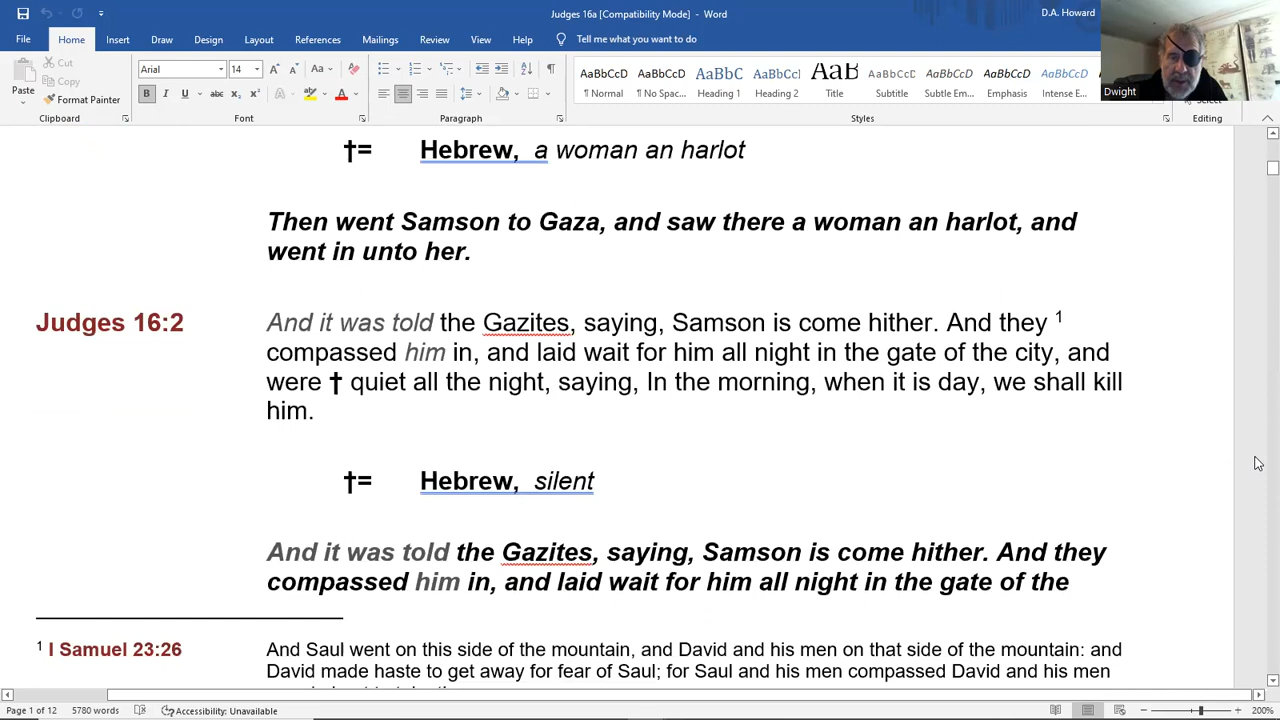 Judges 16a [Compatibility Mode] - Word
D.A. Howard
File Home Insert Draw Design Layout References Mailings Review View Help Tell me what you want to do
Dwight
Paste
Cut
Copy
Format Painter
Arial 14
AaBbCcD AaBbCcD AaBbC AaBbCcl AaB AaBbCcD AaBbCcD AaBbCcD AaBbCcD
¶ Normal ¶ No Spac... Heading 1 Heading 2 Title Subtitle Subtle Em... Emphasis Intense E...
Clipboard Font Paragraph Styles Editing
†= Hebrew, a woman an harlot
Then went Samson to Gaza, and saw there a woman an harlot, and
went in unto her.
Judges 16:2 And it was told the Gazites, saying, Samson is come hither. And they 1
compassed him in, and laid wait for him all night in the gate of the city, and
were † quiet all the night, saying, In the morning, when it is day, we shall kill
him.
†= Hebrew, silent
And it was told the Gazites, saying, Samson is come hither. And they
compassed him in, and laid wait for him all night in the gate of the
1 I Samuel 23:26 And Saul went on this side of the mountain, and David and his men on that side of the mountain: and
David made haste to get away for fear of Saul; for Saul and his men compassed David and his men
Page 1 of 12 5780 words Accessibility: Unavailable 200%